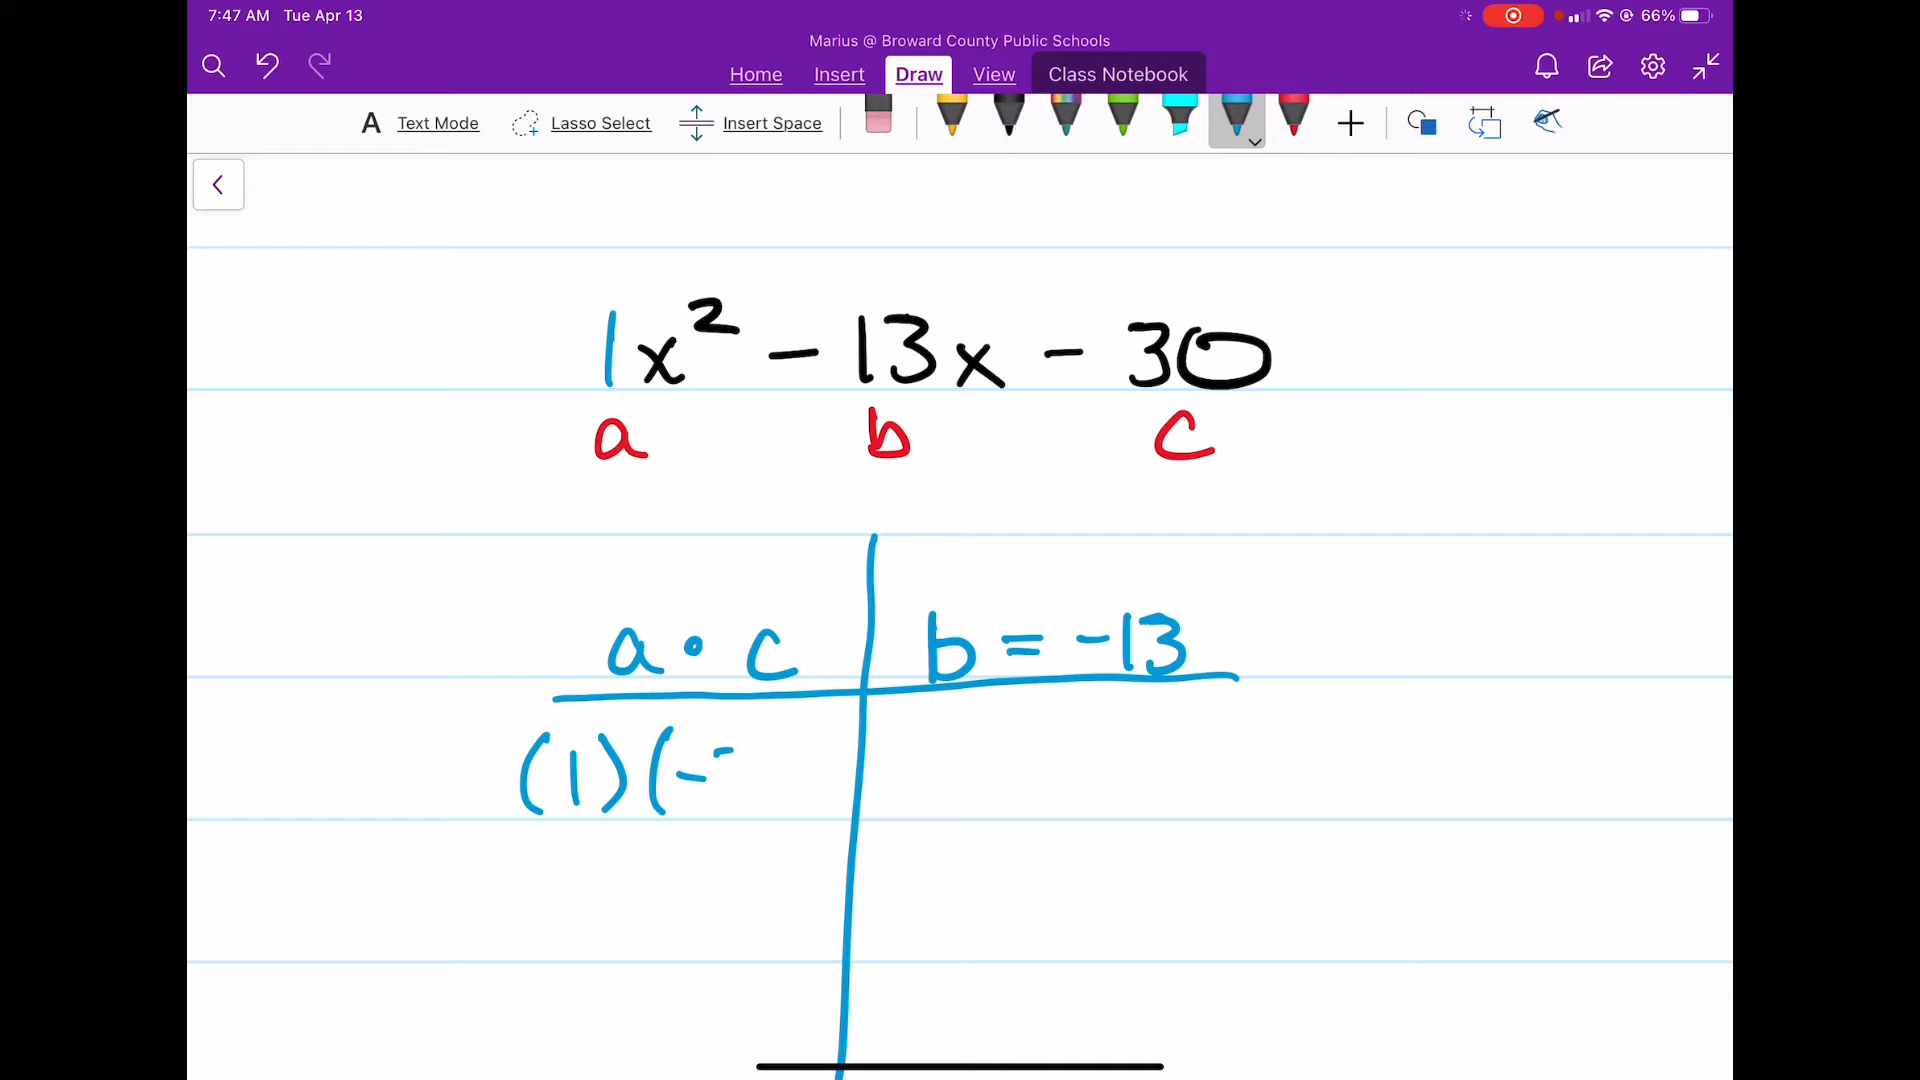 7:47 AM Tue Apr 13 66%
Marius @ Broward County Public Schools
Home Insert Draw View Class Notebook
A Text Mode Lasso Select Insert Space
1x² - 13x - 30
a b c
a • c b = -13
(1)(-